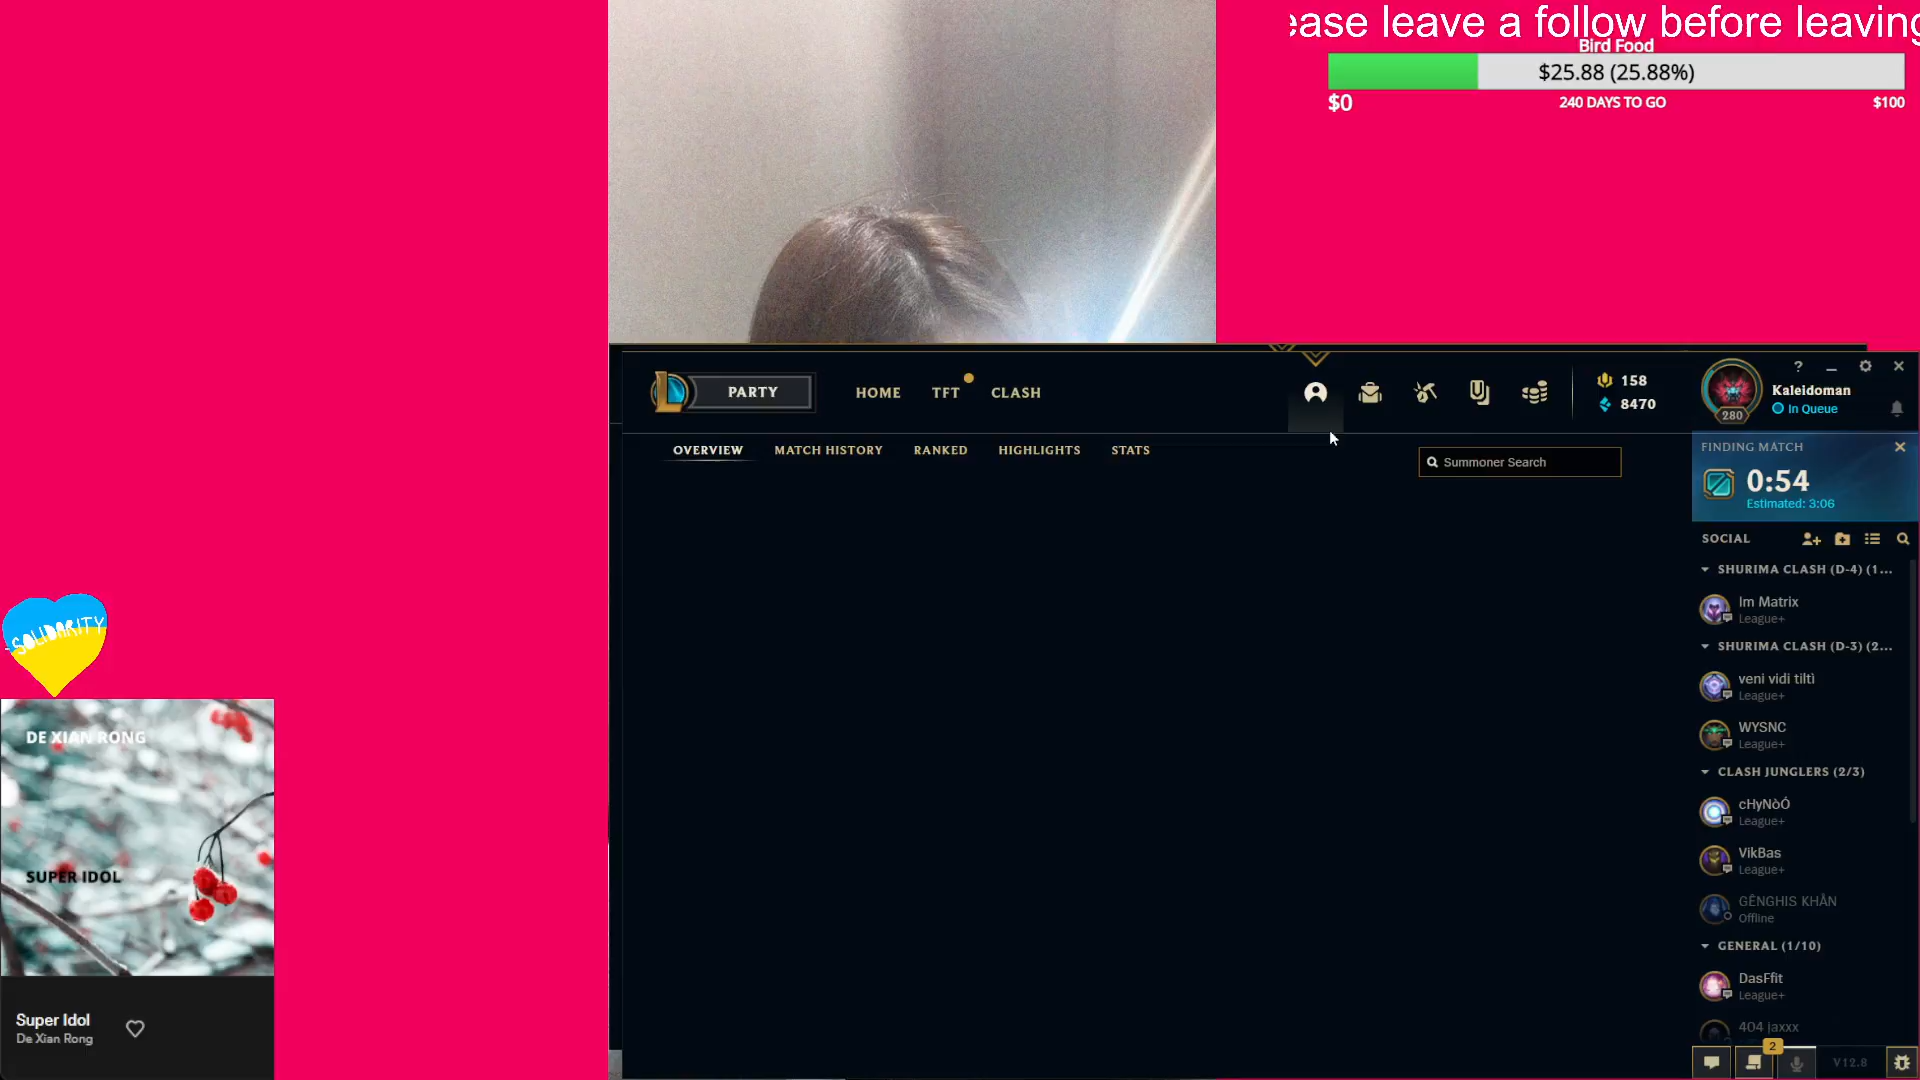 ease leave a follow before leaving
Bird Food
$25.88 (25.88%)
$0
240 DAYS TO GO
$100
PARTY
HOME
TFT
CLASH
158
8470
280
Kaleidoman
In Queue
OVERVIEW
MATCH HISTORY
RANKED
HIGHLIGHTS
STATS
Summoner Search
FINDING MATCH
0:54
Estimated: 3:06
SOCIAL
SHURIMA CLASH (D-4) (1...
Im Matrix
League+
SHURIMA CLASH (D-3) (2...
veni vidi tiltì
League+
WYSNC
League+
CLASH JUNGLERS (2/3)
cHyNòÓ
League+
VikBas
League+
GÊNGHIS KHÂN
Offline
GENERAL (1/10)
DasFfit
League+
404 jaxxx
2
V12.8
SOLIDARITY
DE XIAN RONG
SUPER IDOL
Super Idol
De Xian Rong